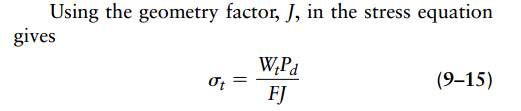 Using the geometry factor, J, in the stress equation
gives
σt = WtPd / FJ (9–15)